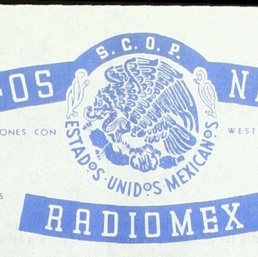 S.C.O.P.
OS N
ONES CON WEST
ESTADOS·UNIDOS·MEXICANOS
S
RADIOMEX